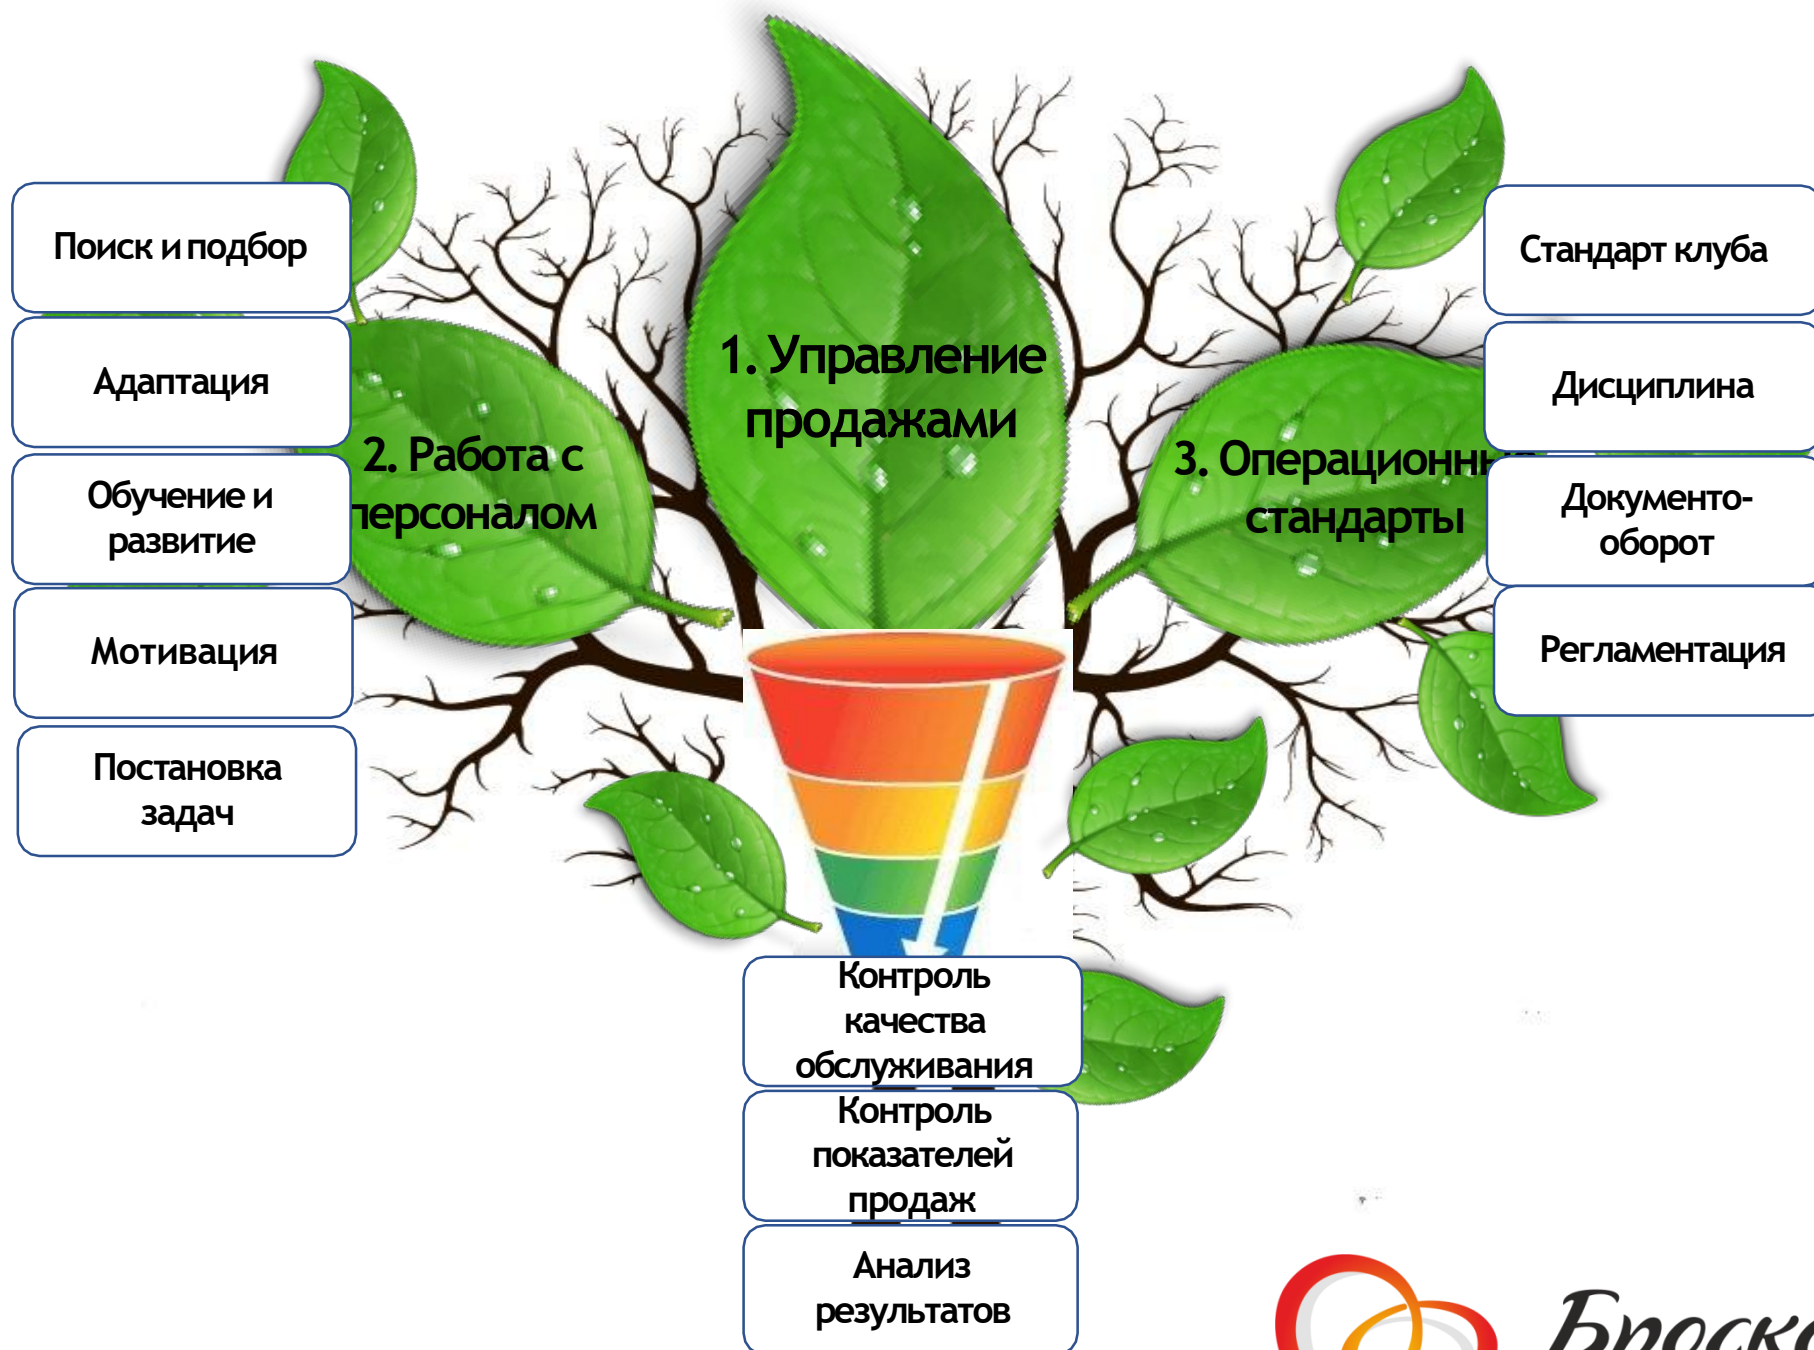 1. Управление
продажами
2. Работа с
персоналом
3. Операционн
стандарты
Поиск и подбор
Адаптация
Обучение и
развитие
Мотивация
Постановка
задач
Стандарт клуба
Дисциплина
Документо-
оборот
Регламентация
Контроль
качества
обслуживания
Контроль
показателей
продаж
Анализ
результатов